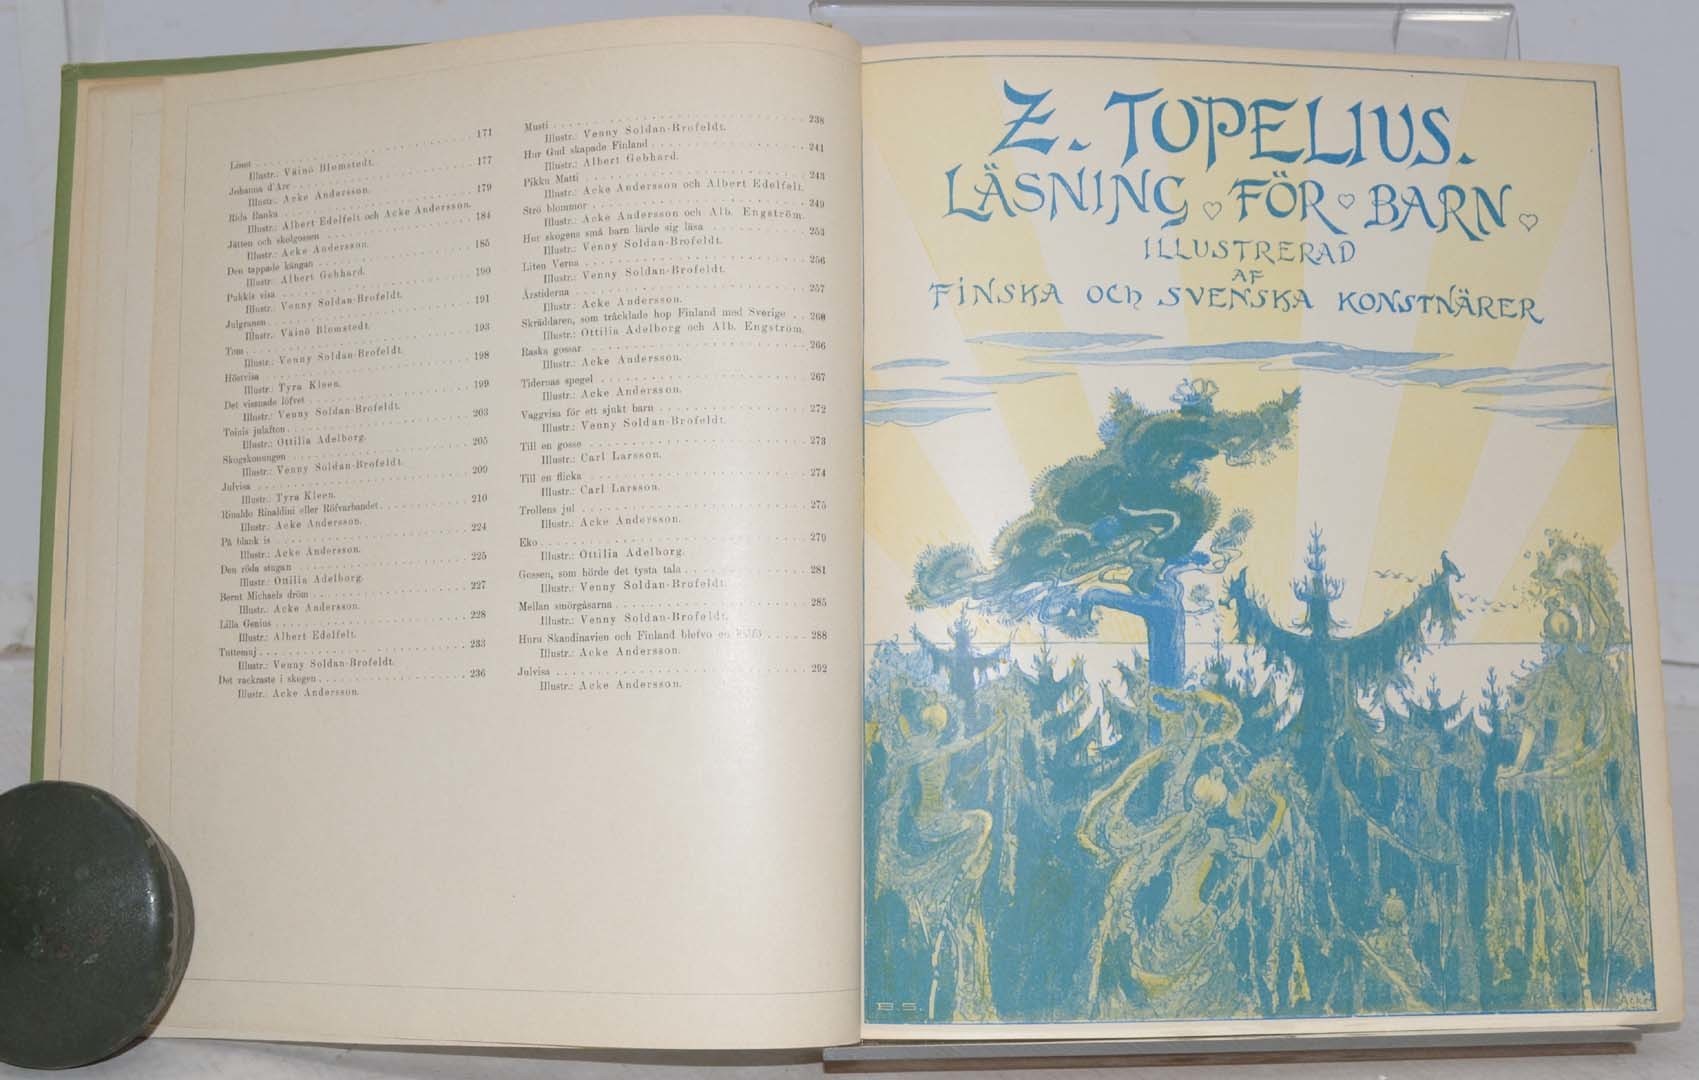 Linet 171
Illustr.: Väinö Blomstedt.
Johanna d'Arc 177
Illustr.: Acke Andersson.
Rida Ranka 179
Illustr.: Albert Edelfelt och Acke Andersson.
Jätten och skolgossen 184
Illustr.: Acke Andersson.
Den tappade kängan 185
Illustr.: Albert Gebhard.
Pukkis visa 190
Illustr.: Venny Soldan-Brofeldt.
Julgranen 191
Illustr.: Väinö Blomstedt.
Tom 193
Illustr.: Venny Soldan-Brofeldt.
Höstvisa 198
Illustr.: Tyra Kleen.
Det vissnade löfvet 199
Illustr.: Venny Soldan-Brofeldt.
Toinis julafton 203
Illustr.: Ottilia Adelborg.
Skogskonungen 205
Illustr.: Venny Soldan-Brofeldt.
Julvisa 209
Illustr.: Tyra Kleen.
Rinaldo Rinaldini eller Röfvarbandet 210
Illustr.: Acke Andersson.
På blank is 224
Illustr.: Acke Andersson.
Den röda stugan 225
Illustr.: Ottilia Adelborg.
Bernt Michaels dröm 227
Illustr.: Acke Andersson.
Lilla Genius 228
Illustr.: Albert Edelfelt.
Tuttemuj 233
Illustr.: Venny Soldan-Brofeldt.
Det vackraste i skogen 236
Illustr.: Acke Andersson.
Musti 238
Illustr.: Venny Soldan-Brofeldt.
Hur Gud skapade Finland 241
Illustr.: Albert Gebhard.
Pikku Matti 243
Illustr.: Acke Andersson och Albert Edelfelt.
Strö blommor 249
Illustr.: Acke Andersson och Alb. Engström.
Hur skogens små barn lärde sig läsa 253
Illustr.: Venny Soldan-Brofeldt.
Liten Verna 256
Illustr.: Venny Soldan-Brofeldt.
Årstiderna 257
Illustr.: Acke Andersson.
Skräddaren, som tråcklade hop Finland med Sverige 260
Illustr.: Ottilia Adelborg och Alb. Engström.
Raska gossar 266
Illustr.: Acke Andersson.
Tidernas spegel 267
Illustr.: Acke Andersson.
Vaggvisa för ett sjukt barn 272
Illustr.: Venny Soldan-Brofeldt.
Till en gosse 273
Illustr.: Carl Larsson.
Till en flicka 274
Illustr.: Carl Larsson.
Trollens jul 275
Illustr.: Acke Andersson.
Eko 279
Illustr.: Ottilia Adelborg.
Gossen, som hörde det tysta tala 281
Illustr.: Venny Soldan-Brofeldt.
Mellan smörgåsarna 285
Illustr.: Venny Soldan-Brofeldt.
Huru Skandinavien och Finland blefvo en 288
Illustr.: Acke Andersson.
Julvisa 292
Illustr.: Acke Andersson.
Z. TOPELIUS.
LÄSNING FÖR BARN
ILLUSTRERAD
AF
FINSKA OCH SVENSKA KONSTNÄRER
B.S.
Acke